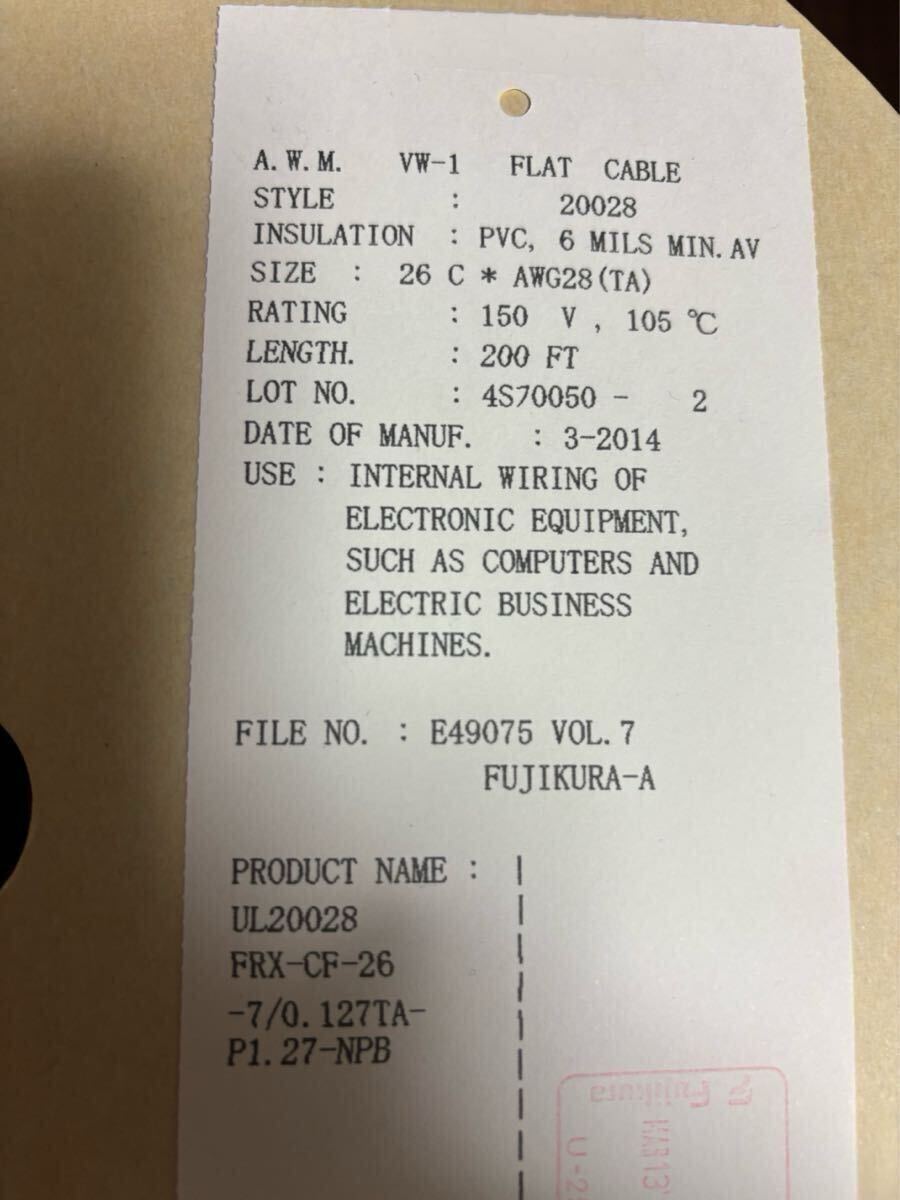 A.W.M. VW-1 FLAT CABLE
STYLE : 20028
INSULATION : PVC, 6 MILS MIN.AV
SIZE : 26 C * AWG28(TA)
RATING : 150 V , 105 ℃
LENGTH. : 200 FT
LOT NO. : 4S70050 - 2
DATE OF MANUF. : 3-2014
USE : INTERNAL WIRING OF
ELECTRONIC EQUIPMENT,
SUCH AS COMPUTERS AND
ELECTRIC BUSINESS
MACHINES.
FILE NO. : E49075 VOL.7
FUJIKURA-A
PRODUCT NAME :
UL20028
FRX-CF-26
-7/0.127TA-
P1.27-NPB
Fujikura